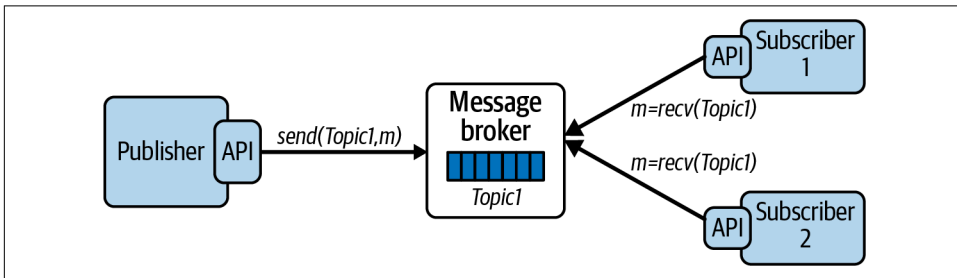 Publisher
API
send(Topic1,m)
Message
broker
Topic1
API
Subscriber
1
m=recv(Topic1)
m=recv(Topic1)
API
Subscriber
2